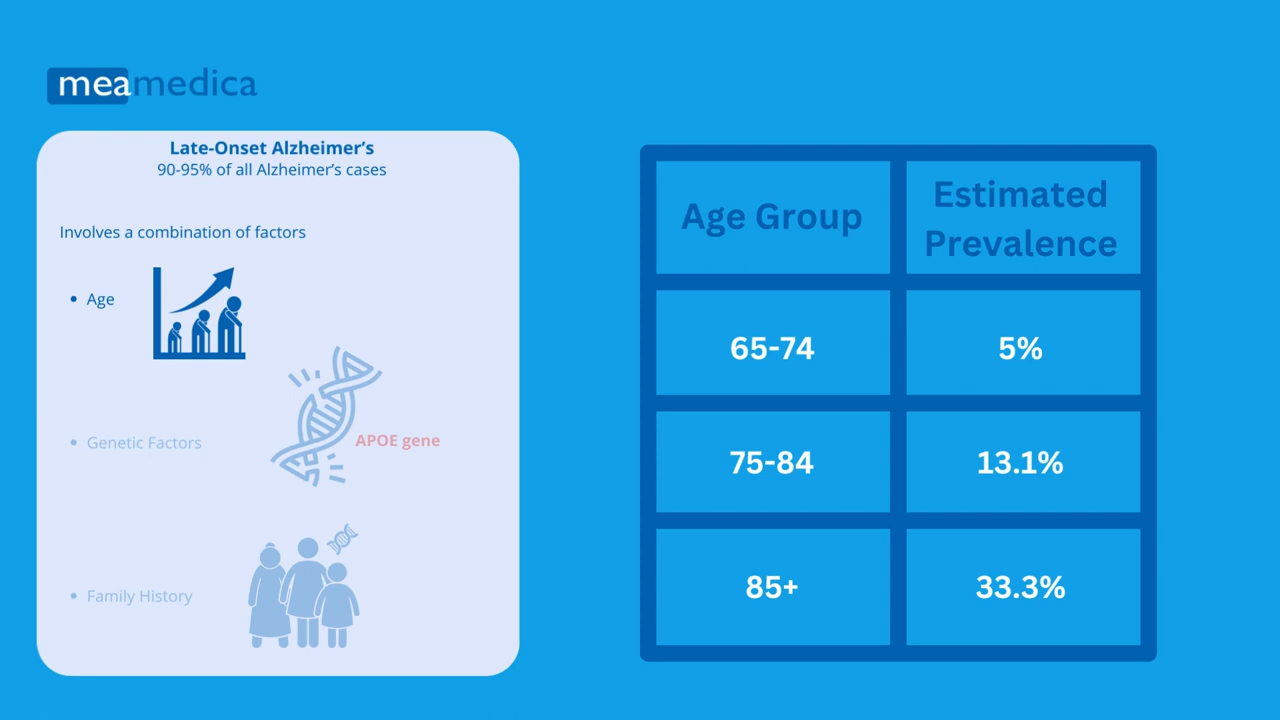 meamedica
Late-Onset Alzheimer’s
90-95% of all Alzheimer’s cases
Involves a combination of factors
• Age
• Genetic Factors
APOE gene
• Family History
Age Group
Estimated
Prevalence
65-74
5%
75-84
13.1%
85+
33.3%